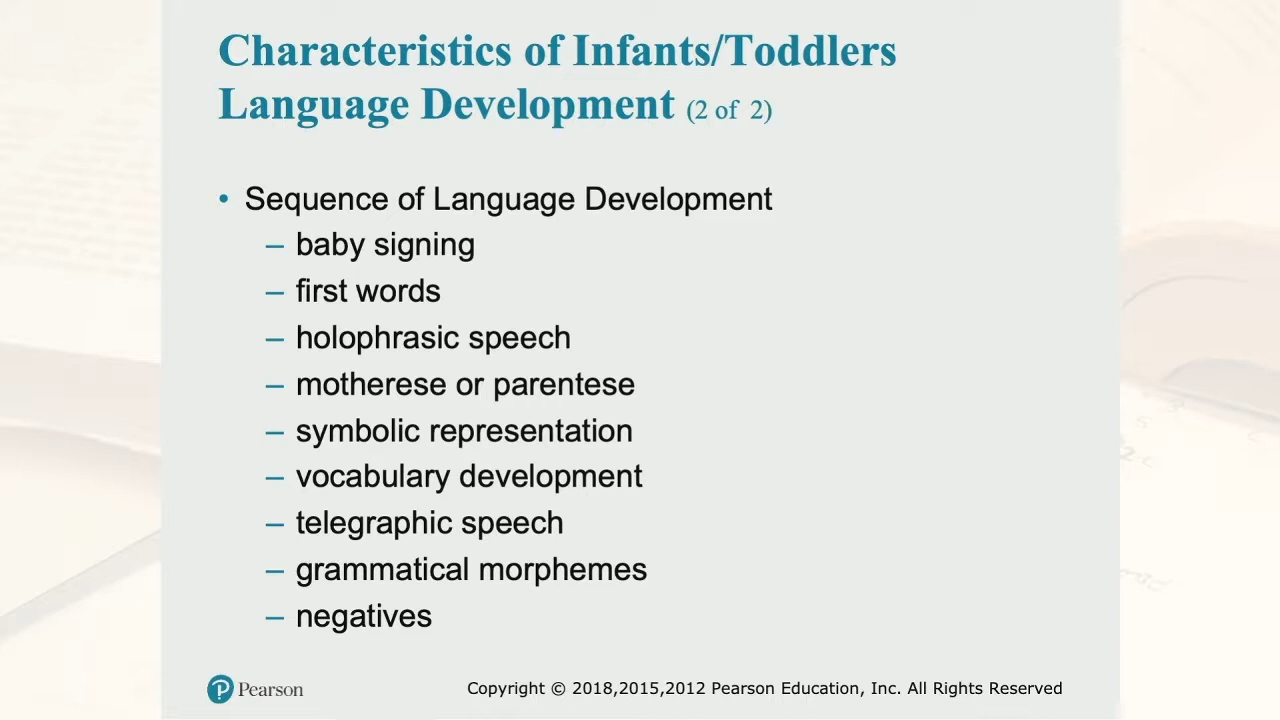 Characteristics of Infants/Toddlers
Language Development (2 of 2)
• Sequence of Language Development
– baby signing
– first words
– holophrasic speech
– motherese or parentese
– symbolic representation
– vocabulary development
– telegraphic speech
– grammatical morphemes
– negatives
Pearson
Copyright © 2018,2015,2012 Pearson Education, Inc. All Rights Reserved